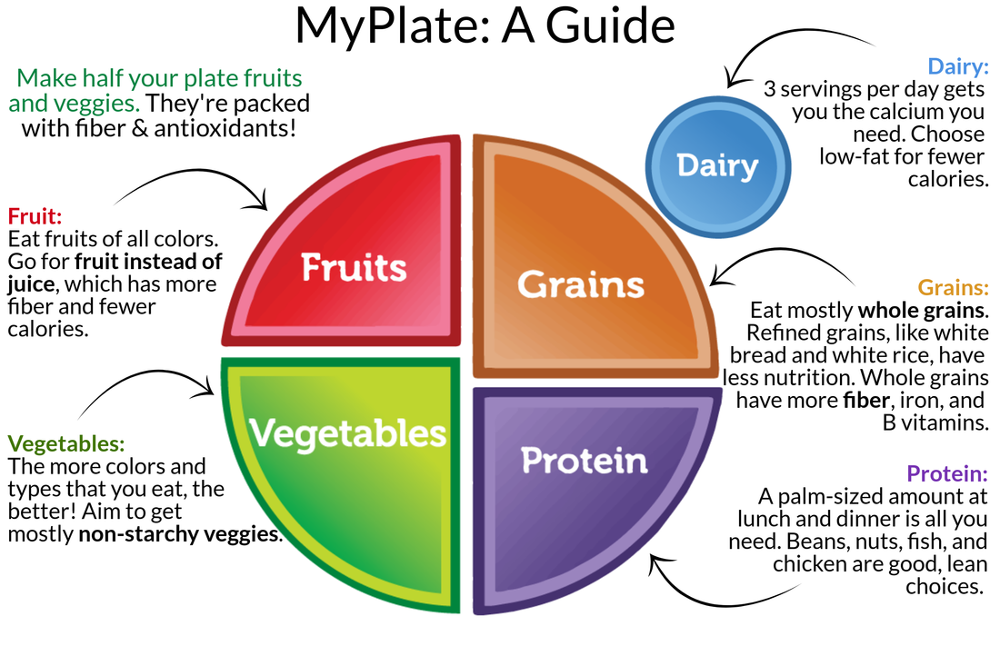 MyPlate: A Guide
Make half your plate fruits
and veggies. They're packed
with fiber & antioxidants!
Dairy:
3 servings per day gets
you the calcium you
need. Choose
low-fat for fewer
calories.
Dairy
Fruit:
Eat fruits of all colors.
Go for fruit instead of
juice, which has more
fiber and fewer
calories.
Fruits
Grains
Grains:
Eat mostly whole grains.
Refined grains, like white
bread and white rice, have
less nutrition. Whole grains
have more fiber, iron, and
B vitamins.
Vegetables:
The more colors and
types that you eat, the
better! Aim to get
mostly non-starchy veggies.
Vegetables
Protein
Protein:
A palm-sized amount at
lunch and dinner is all you
need. Beans, nuts, fish, and
chicken are good, lean
choices.